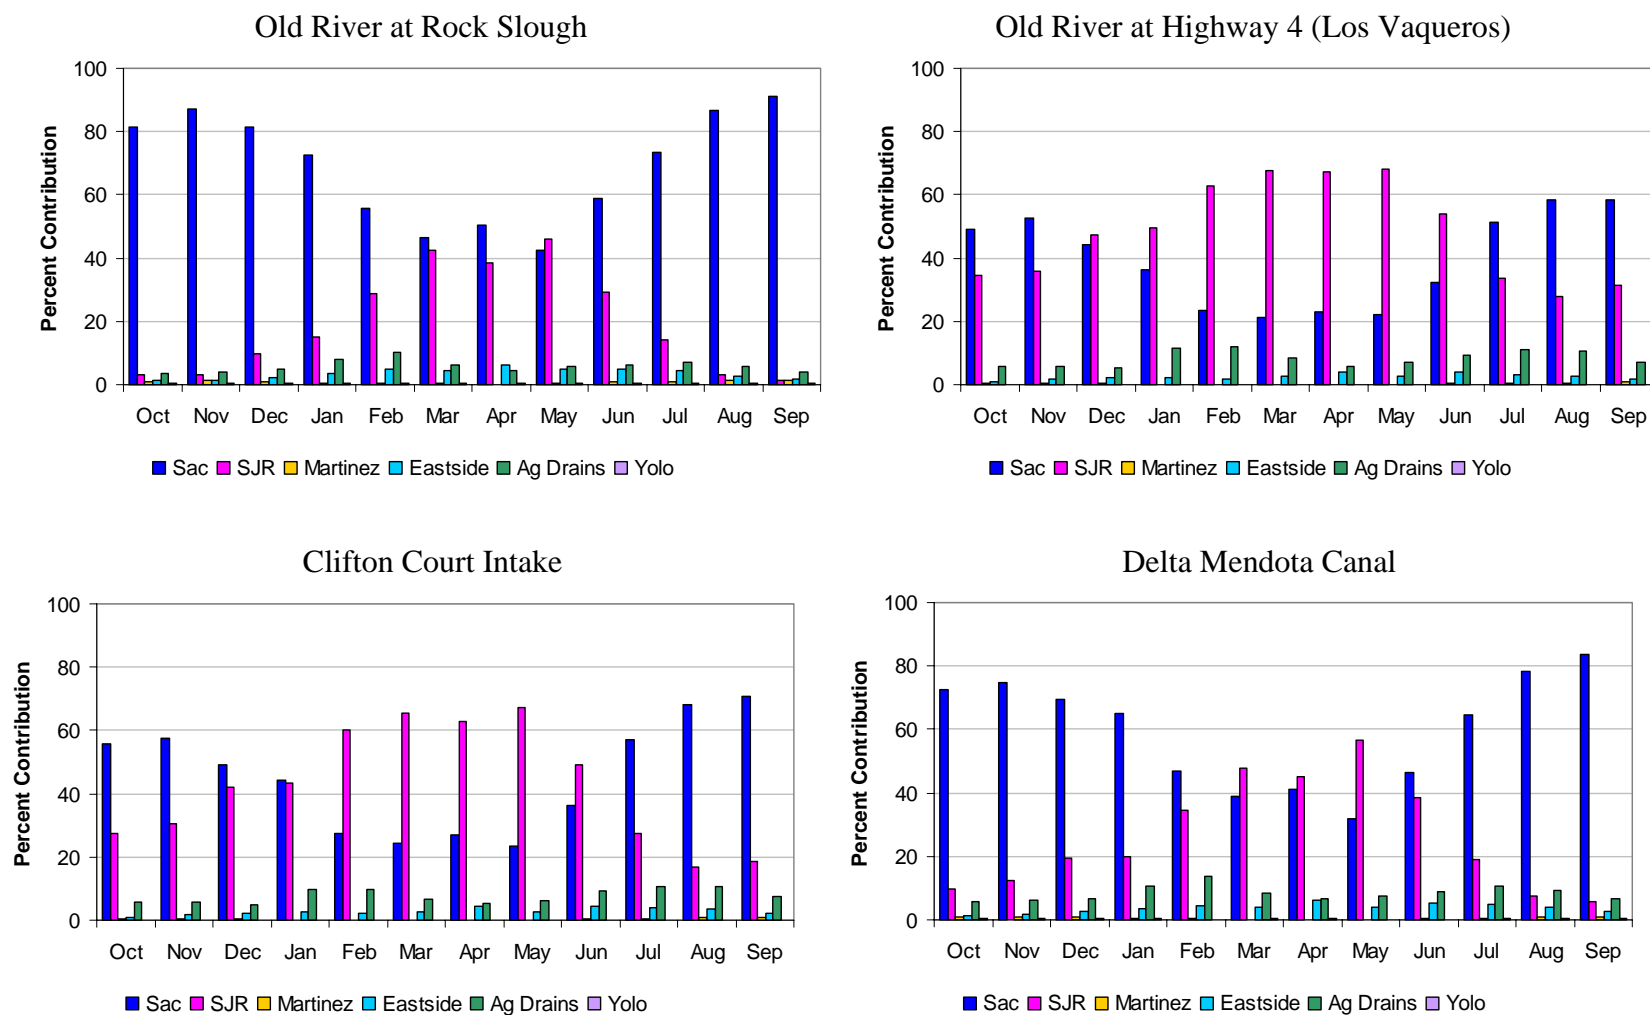 Old River at Rock Slough
100
80
60
40
20
0
Percent Contribution
Oct Nov Dec Jan Feb Mar Apr May Jun Jul Aug Sep
Sac SJR Martinez Eastside Ag Drains Yolo
Old River at Highway 4 (Los Vaqueros)
100
80
60
40
20
0
Percent Contribution
Oct Nov Dec Jan Feb Mar Apr May Jun Jul Aug Sep
Sac SJR Martinez Eastside Ag Drains Yolo
Clifton Court Intake
100
80
60
40
20
0
Percent Contribution
Oct Nov Dec Jan Feb Mar Apr May Jun Jul Aug Sep
Sac SJR Martinez Eastside Ag Drains Yolo
Delta Mendota Canal
100
80
60
40
20
0
Percent Contribution
Oct Nov Dec Jan Feb Mar Apr May Jun Jul Aug Sep
Sac SJR Martinez Eastside Ag Drains Yolo